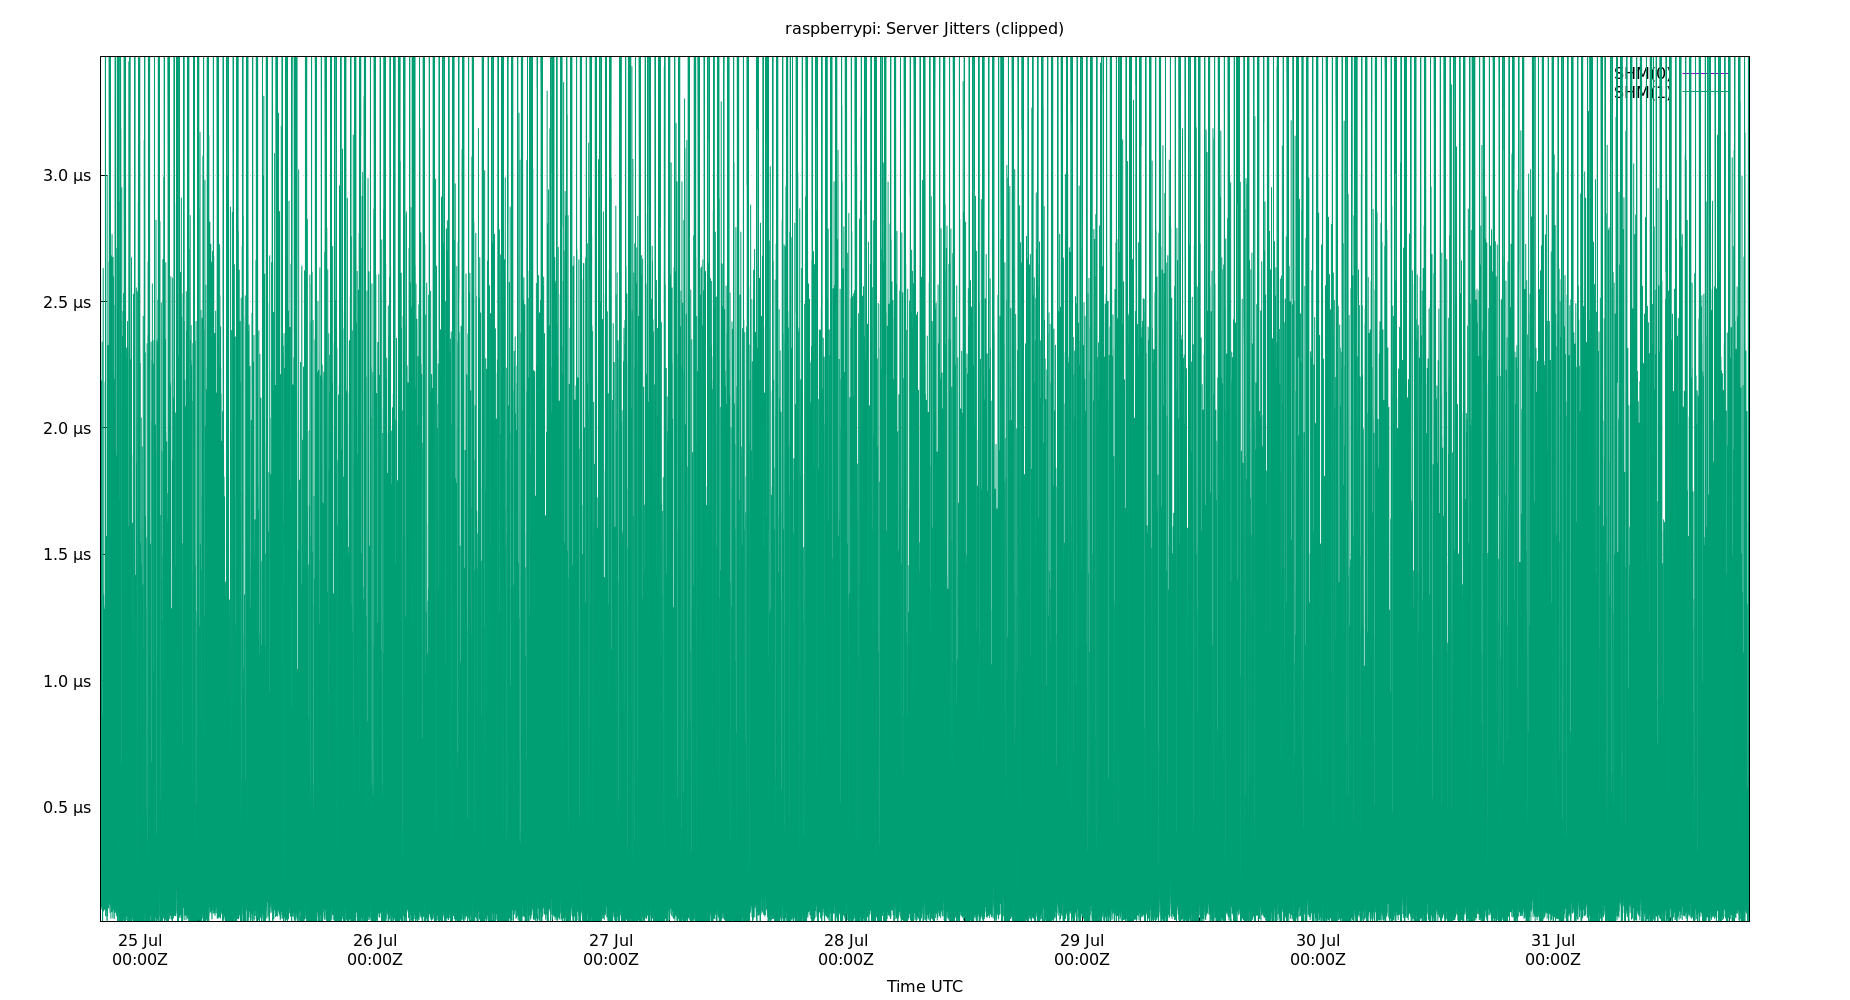 raspberrypi: Server Jitters (clipped)
SHM(0)
SHM(1)
3.0 µs
2.5 µs
2.0 µs
1.5 µs
1.0 µs
0.5 µs
25 Jul 26 Jul 27 Jul 28 Jul 29 Jul 30 Jul 31 Jul
00:00Z 00:00Z 00:00Z 00:00Z 00:00Z 00:00Z 00:00Z
Time UTC